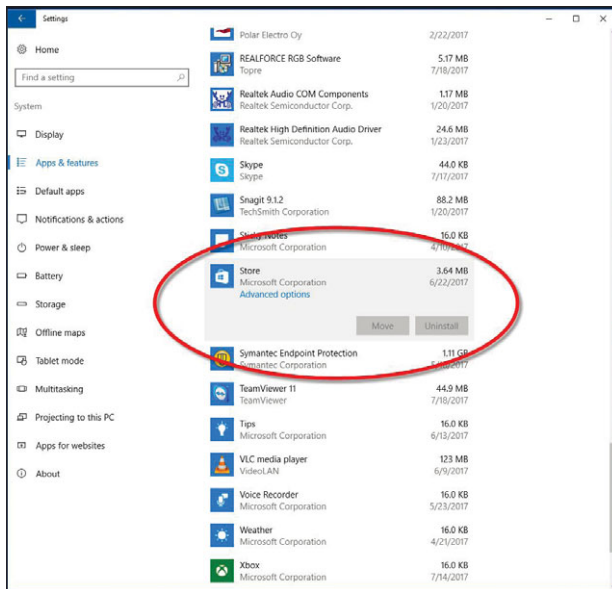 Settings
Home
Find a setting
System
Display
Apps & features
Default apps
Notifications & actions
Power & sleep
Battery
Storage
Offline maps
Tablet mode
Multitasking
Projecting to this PC
Apps for websites
About
Polar Electro Oy 2/22/2017
REALFORCE RGB Software 5.17 MB
Topre 7/18/2017
Realtek Audio COM Components 1.17 MB
Realtek Semiconductor Corp. 1/20/2017
Realtek High Definition Audio Driver 24.6 MB
Realtek Semiconductor Corp. 1/23/2017
Skype 44.0 KB
Skype 7/17/2017
Snagit 9.1.2 88.2 MB
TechSmith Corporation 1/20/2017
Sticky Notes 16.0 KB
Microsoft Corporation 4/10/2017
Store 3.64 MB
Microsoft Corporation 6/22/2017
Advanced options
Move Uninstall
Symantec Endpoint Protection 1.11 GB
Symantec Corporation
TeamViewer 11 44.9 MB
TeamViewer 7/18/2017
Tips 16.0 KB
Microsoft Corporation 6/13/2017
VLC media player 123 MB
VideoLAN 6/9/2017
Voice Recorder 16.0 KB
Microsoft Corporation 5/23/2017
Weather 16.0 KB
Microsoft Corporation 4/21/2017
Xbox 16.0 KB
Microsoft Corporation 7/14/2017